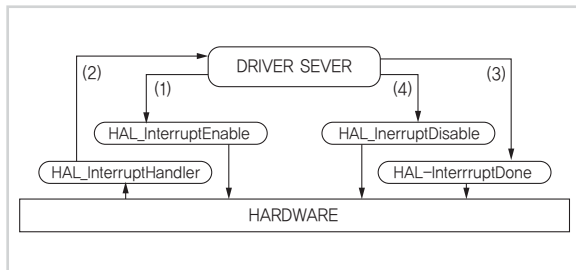 DRIVER SEVER
(2)
(1)
(4)
(3)
HAL_InterruptEnable
HAL_InerruptDisable
HAL_InterruptHandler
HAL-InterrruptDone
HARDWARE